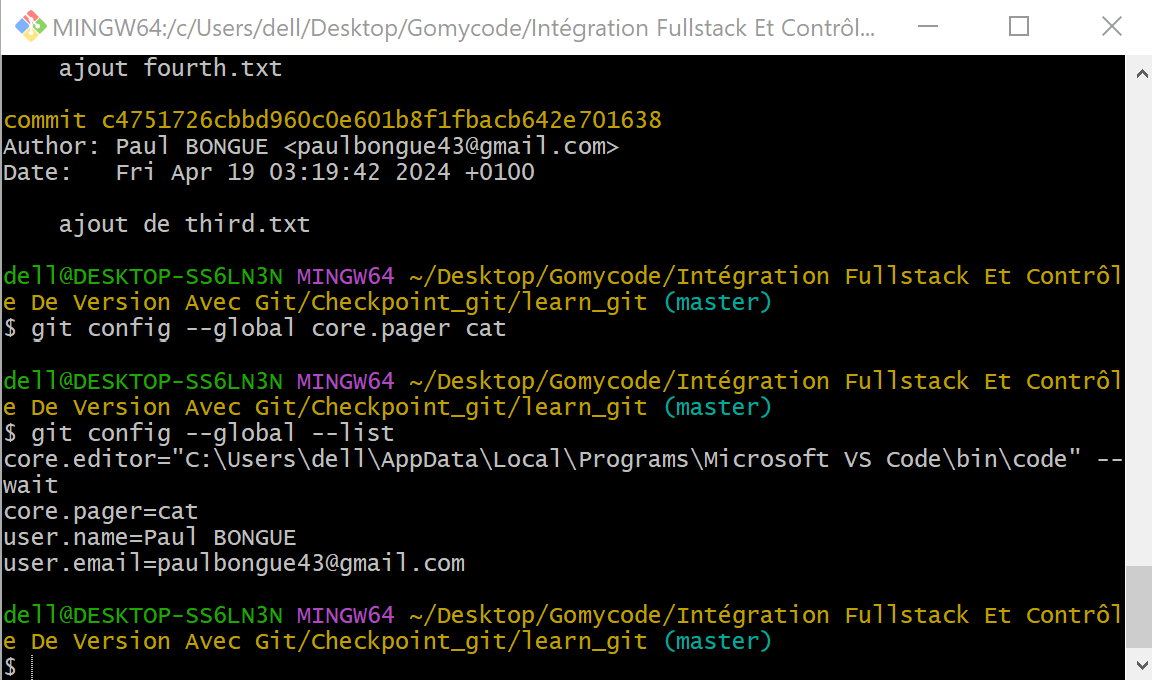 MINGW64:/c/Users/dell/Desktop/Gomycode/Intégration Fullstack Et Contrôl...
    ajout fourth.txt
commit c4751726cbbd960c0e601b8f1fbacb642e701638
Author: Paul BONGUE <paulbongue43@gmail.com>
Date:   Fri Apr 19 03:19:42 2024 +0100
    ajout de third.txt
dell@DESKTOP-SS6LN3N MINGW64 ~/Desktop/Gomycode/Intégration Fullstack Et Contrôl
e De Version Avec Git/Checkpoint_git/learn_git (master)
$ git config --global core.pager cat
dell@DESKTOP-SS6LN3N MINGW64 ~/Desktop/Gomycode/Intégration Fullstack Et Contrôl
e De Version Avec Git/Checkpoint_git/learn_git (master)
$ git config --global --list
core.editor="C:\Users\dell\AppData\Local\Programs\Microsoft VS Code\bin\code" --
wait
core.pager=cat
user.name=Paul BONGUE
user.email=paulbongue43@gmail.com
dell@DESKTOP-SS6LN3N MINGW64 ~/Desktop/Gomycode/Intégration Fullstack Et Contrôl
e De Version Avec Git/Checkpoint_git/learn_git (master)
$